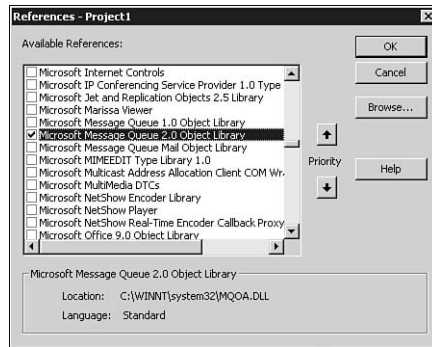 References - Project1
Available References:
Microsoft Internet Controls
Microsoft IP Conferencing Service Provider 1.0 Type
Microsoft Jet and Replication Objects 2.5 Library
Microsoft Marissa Viewer
Microsoft Message Queue 1.0 Object Library
Microsoft Message Queue 2.0 Object Library
Microsoft Message Queue Mail Object Library
Microsoft MIMEEDIT Type Library 1.0
Microsoft Multicast Address Allocation Client COM Wr
Microsoft MultiMedia DTCs
Microsoft NetShow Encoder Library
Microsoft NetShow Player
Microsoft NetShow Real-Time Encoder Callback Proxy
Microsoft Office 9.0 Object Library
OK
Cancel
Browse...
Priority
Help
Microsoft Message Queue 2.0 Object Library
Location: C:\WINNT\system32\MQOA.DLL
Language: Standard